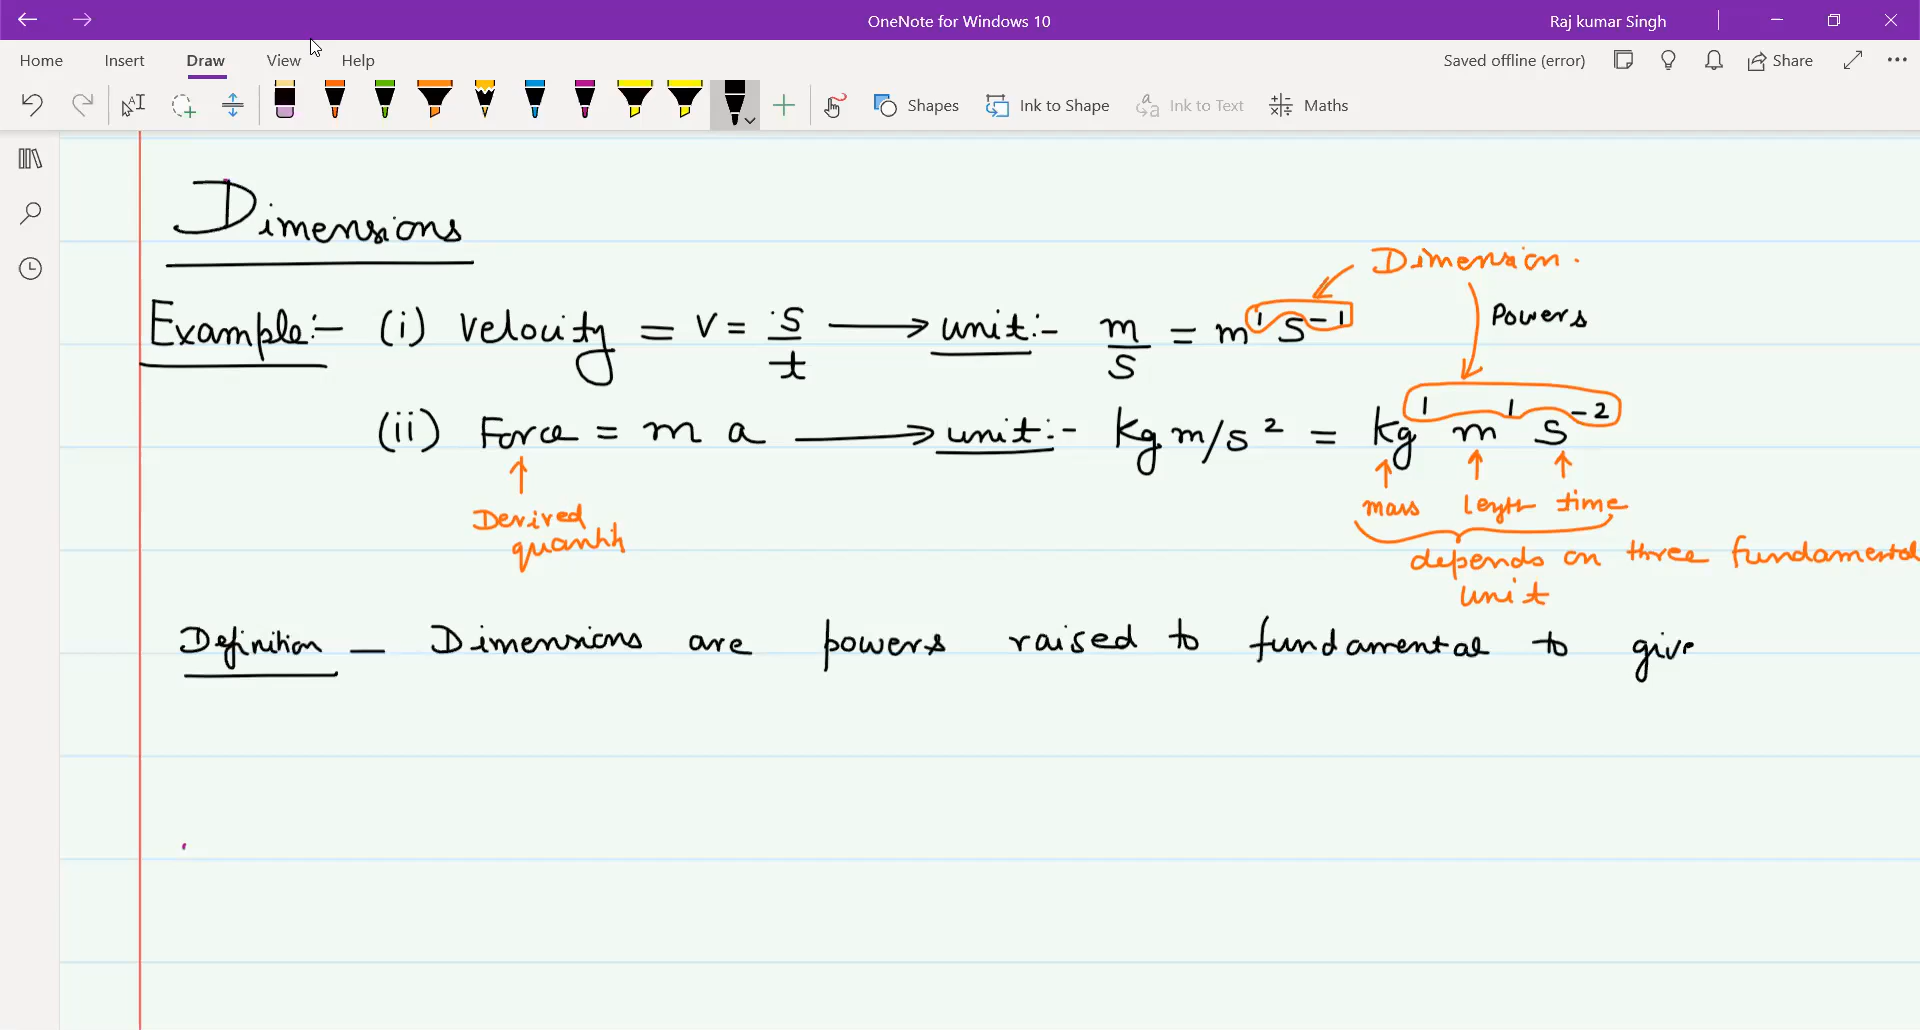 OneNote for Windows 10
Raj kumar Singh
Home Insert Draw View Help
Saved offline (error) Share
Shapes Ink to Shape Ink to Text Maths
Dimensions
Dimension.
Powers
Example:- (i) Velocity = v = s/t → unit:- m/s = m¹ s⁻¹
(ii) Force = m a → unit:- kg m/s² = kg¹ m¹ s⁻²
mass length time
Derived
quantity
depends on three fundamental
unit
Definition — Dimensions are powers raised to fundamental to give